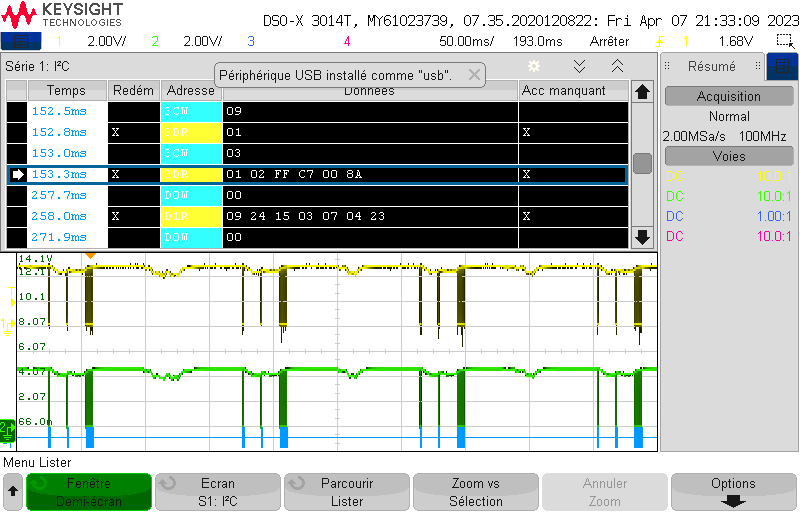 KEYSIGHT
TECHNOLOGIES
DSO-X 3014T, MY61023739, 07.35.2020120822: Fri Apr 07 21:33:09 2023
1 2.00V/ 2 2.00V/ 3 4 50.00ms/ 193.0ms Arrêter 1 1.68V
Série 1: I²C
Périphérique USB installé comme "usb".
Résumé
Temps Redém Adresse Données Acc manquant
152.5ms 3CW 09
152.8ms X 01 X
153.0ms 3CW 03
153.3ms X 01 02 FF C7 00 8A X
257.7ms 00
258.0ms X 09 24 15 03 07 04 23 X
271.9ms 00
Acquisition
Normal
2.00MSa/s 100MHz
Voies
DC 10.0:1
DC 10.0:1
DC 1.00:1
DC 10.0:1
14.1V
12.1
10.1
8.07
6.07
4.07
2.07
66.0m
Menu Lister
Fenêtre
Demi-écran
Ecran
S1: I²C
Parcourir
Lister
Zoom vs
Sélection
Annuler
Zoom
Options